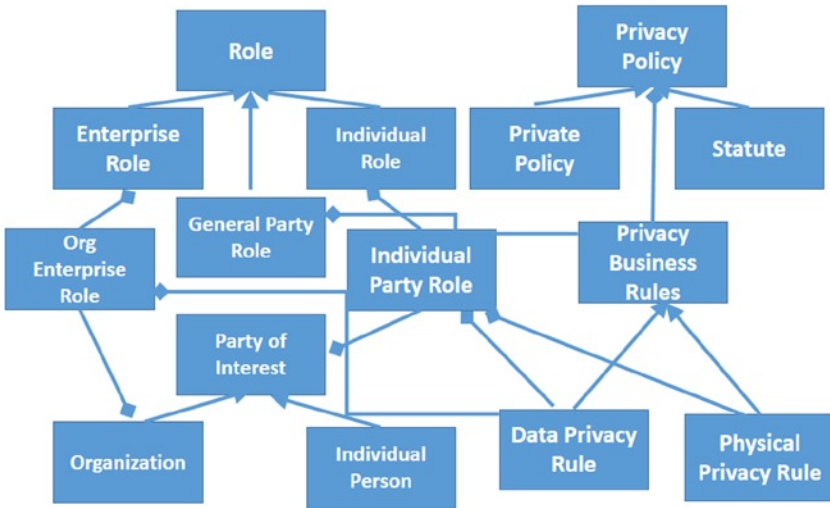 Role
Privacy
Policy
Enterprise
Role
Individual
Role
Private
Policy
Statute
General Party
Role
Org
Enterprise
Role
Individual
Party Role
Privacy
Business
Rules
Party of
Interest
Organization
Individual
Person
Data Privacy
Rule
Physical
Privacy Rule